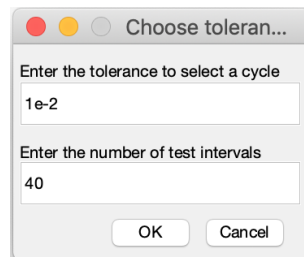 Choose toleran...
Enter the tolerance to select a cycle
1e-2
Enter the number of test intervals
40
OK Cancel